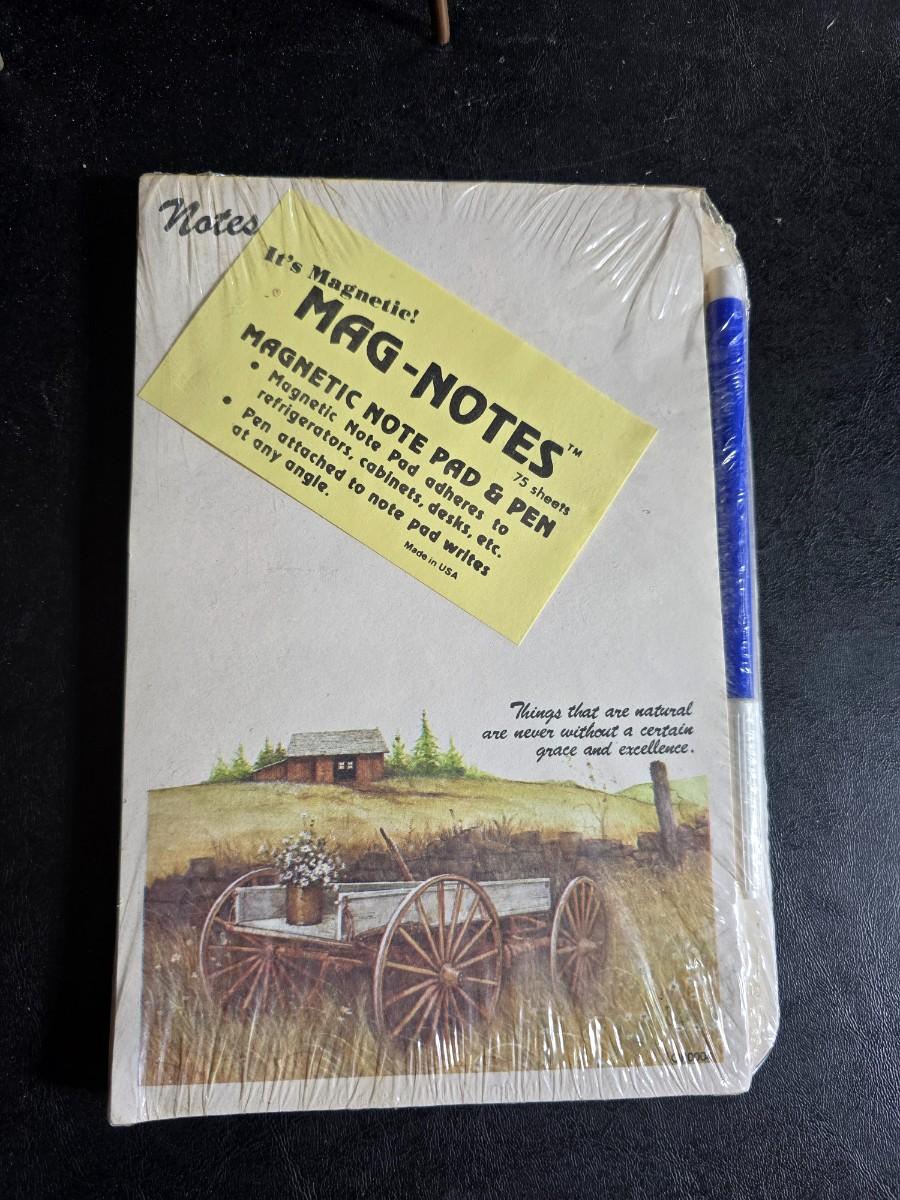 Notes
It's Magnetic!
MAG-NOTES™
75 sheets
MAGNETIC NOTE PAD & PEN
• Magnetic Note Pad adheres to
refrigerators, cabinets, desks, etc.
• Pen attached to note pad writes
at any angle.
Made in USA
Things that are natural
are never without a certain
grace and excellence.